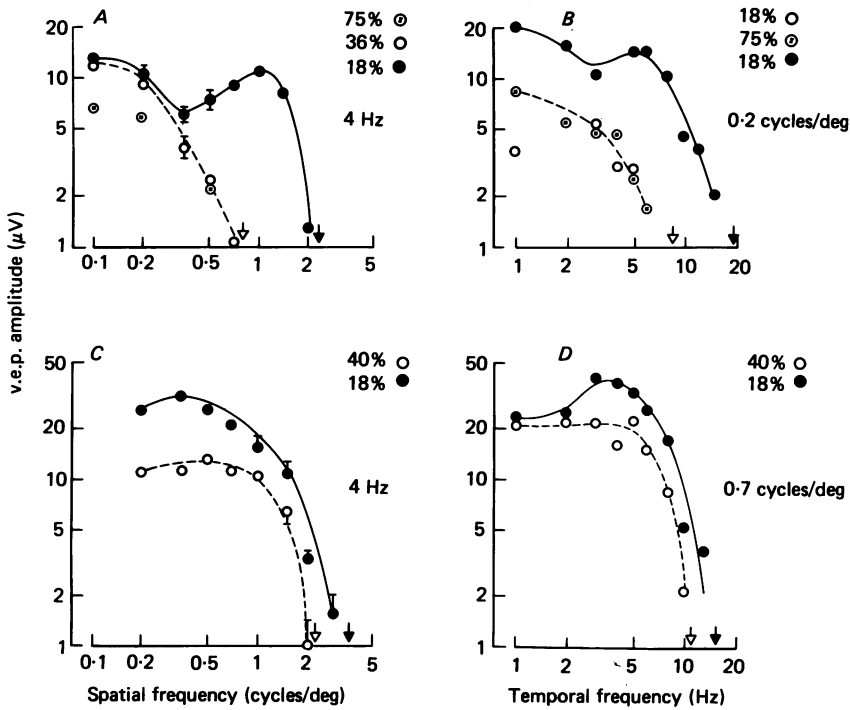 A
75%
36%
18%
4 Hz
20
10
5
2
1
0·1 0·2 0·5 1 2 5
B
18%
75%
18%
0·2 cycles/deg
20
10
5
2
1
1 2 5 10 20
v.e.p. amplitude (μV)
C
40%
18%
4 Hz
50
20
10
5
2
1
0·1 0·2 0·5 1 2 5
Spatial frequency (cycles/deg)
D
40%
18%
0·7 cycles/deg
50
20
10
5
2
1
1 2 5 10 20
Temporal frequency (Hz)